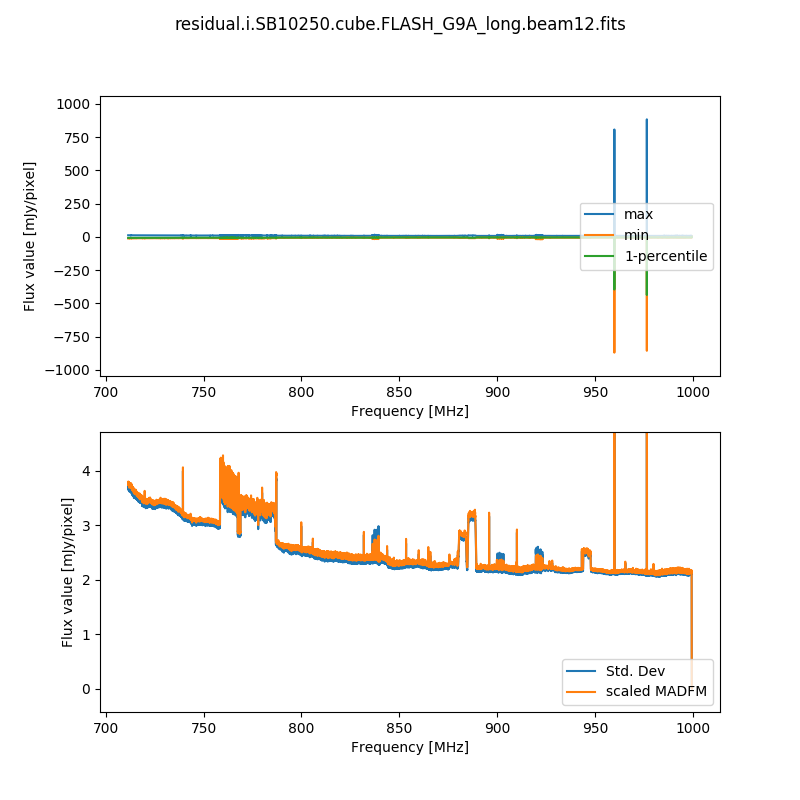 residual.i.SB10250.cube.FLASH_G9A_long.beam12.fits
1000
750
500
250
0
−250
−500
−750
−1000
Flux value [mJy/pixel]
max
min
1-percentile
700 750 800 850 900 950 1000
Frequency [MHz]
4
3
2
1
0
Flux value [mJy/pixel]
Std. Dev
scaled MADFM
700 750 800 850 900 950 1000
Frequency [MHz]